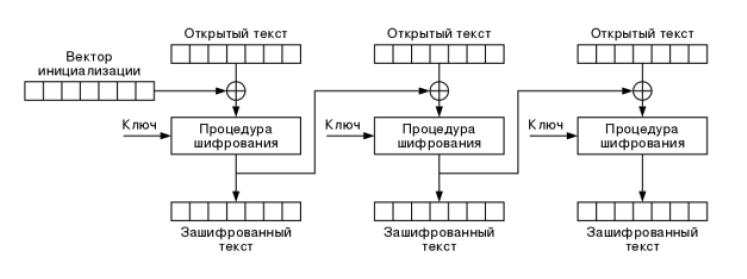 Открытый текст
Открытый текст
Открытый текст
Вектор
инициализации
Ключ
Процедура
шифрования
Ключ
Процедура
шифрования
Ключ
Процедура
шифрования
Зашифрованный
текст
Зашифрованный
текст
Зашифрованный
текст